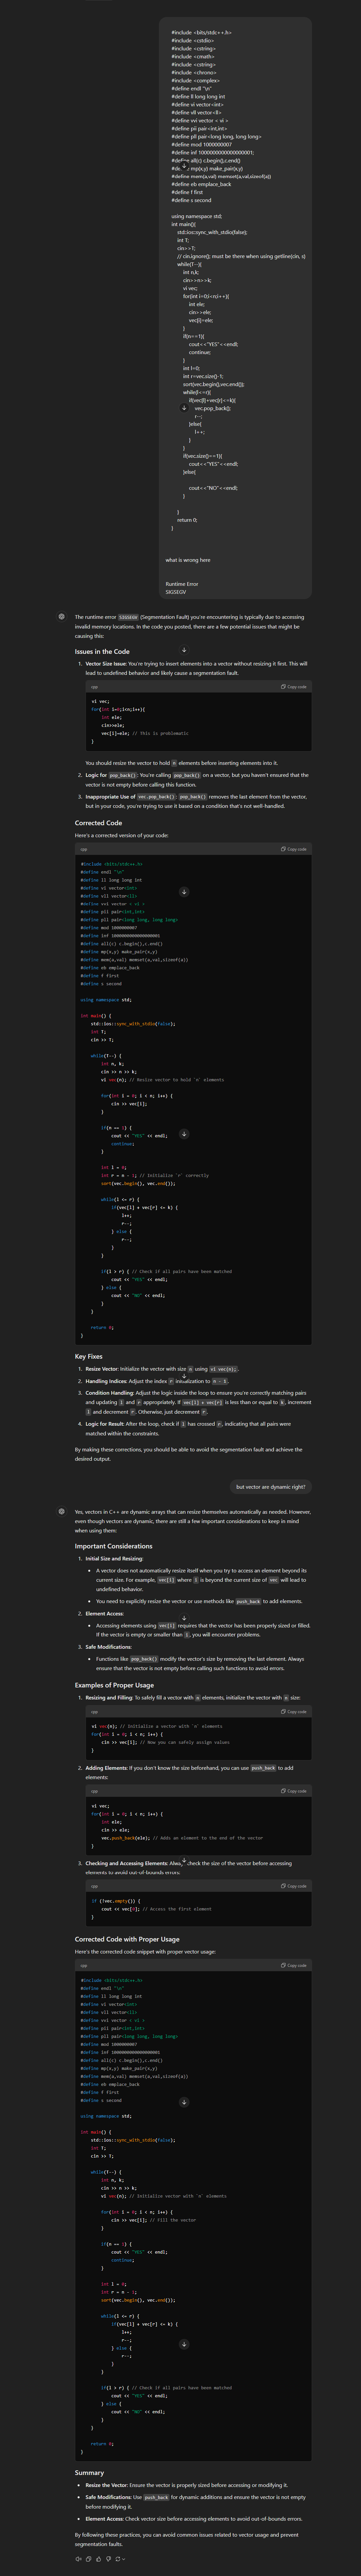 #include <bits/stdc++.h>
#include <cstdio>
#include <cstring>
#include <cmath>
#include <cstring>
#include <chrono>
#include <complex>
#define endl "\n"
#define ll long long int
#define vi vector<int>
#define vll vector<ll>
#define vvi vector < vi >
#define pii pair<int,int>
#define pll pair<long long, long long>
#define mod 1000000007
#define inf 1000000000000000001;
#define all(c) c.begin(),c.end()
mp(x,y) make_pair(x,y)
#define mem(a,val) memset(a,val,sizeof(a))
#define eb emplace_back
#define f first
#define s second
using namespace std;
int main(){
std::ios::sync_with_stdio(false);
int T;
cin>>T;
// cin.ignore(); must be there when using getline(cin, s)
while(T--){
int n,k;
cin>>n>>k;
vi vec;
for(int i=0;i<n;i++){
int ele;
cin>>ele;
vec[i]=ele;
}
if(n==1){
cout<<"YES"<<endl;
continue;
}
int l=0;
int r=vec.size()-1;
sort(vec.begin(),vec.end());
while(l<=r){
if(vec[l]+vec[r]<=k){
vec.pop_back();
r--;
}else{
l++;
}
}
if(vec.size()==1){
cout<<"YES"<<endl;
}else{
cout<<"NO"<<endl;
}
}
return 0;
}
what is wrong here
Runtime Error
SIGSEGV
The runtime error SIGSEGV (Segmentation Fault) you're encountering is typically due to accessing
invalid memory locations. In the code you posted, there are a few potential issues that might be
causing this:
Issues in the Code
1. Vector Size Issue: You're trying to insert elements into a vector without resizing it first. This will
lead to undefined behavior and likely cause a segmentation fault.
cpp Copy code
vi vec;
for(int i=0;i<n;i++){
int ele;
cin>>ele;
vec[i]=ele; // This is problematic
}
You should resize the vector to hold n elements before inserting elements into it.
2. Logic for pop_back(): You're calling pop_back() on a vector, but you haven't ensured that the
vector is not empty before calling this function.
3. Inappropriate Use of vec.pop_back(): pop_back() removes the last element from the vector,
but in your code, you're trying to use it based on a condition that's not well-handled.
Corrected Code
Here's a corrected version of your code:
cpp Copy code
#include <bits/stdc++.h>
#define endl "\n"
#define ll long long int
#define vi vector<int>
#define vll vector<ll>
#define vvi vector < vi >
#define pii pair<int,int>
#define pll pair<long long, long long>
#define mod 1000000007
#define inf 1000000000000000001
#define all(c) c.begin(),c.end()
#define mp(x,y) make_pair(x,y)
#define mem(a,val) memset(a,val,sizeof(a))
#define eb emplace_back
#define f first
#define s second
using namespace std;
int main() {
std::ios::sync_with_stdio(false);
int T;
cin >> T;
while(T--) {
int n, k;
cin >> n >> k;
vi vec(n); // Resize vector to hold `n` elements
for(int i = 0; i < n; i++) {
cin >> vec[i];
}
if(n == 1) {
cout << "YES" << endl;
continue;
}
int l = 0;
int r = n - 1; // Initialize `r` correctly
sort(vec.begin(), vec.end());
while(l <= r) {
if(vec[l] + vec[r] <= k) {
l++;
r--;
} else {
r--;
}
}
if(l > r) { // Check if all pairs have been matched
cout << "YES" << endl;
} else {
cout << "NO" << endl;
}
}
return 0;
}
Key Fixes
1. Resize Vector: Initialize the vector with size n using vi vec(n);.
2. Handling Indices: Adjust the index r initialization to n - 1.
3. Condition Handling: Adjust the logic inside the loop to ensure you're correctly matching pairs
and updating l and r appropriately. If vec[l] + vec[r] is less than or equal to k, increment
l and decrement r. Otherwise, just decrement r.
4. Logic for Result: After the loop, check if l has crossed r, indicating that all pairs were
matched within the constraints.
By making these corrections, you should be able to avoid the segmentation fault and achieve the
desired output.
but vector are dynamic right?
Yes, vectors in C++ are dynamic arrays that can resize themselves automatically as needed. However,
even though vectors are dynamic, there are still a few important considerations to keep in mind
when using them:
Important Considerations
1. Initial Size and Resizing:
• A vector does not automatically resize itself when you try to access an element beyond its
current size. For example, vec[i] where i is beyond the current size of vec will lead to
undefined behavior.
• You need to explicitly resize the vector or use methods like push_back to add elements.
2. Element Access:
• Accessing elements using vec[i] requires that the vector has been properly sized or filled.
If the vector is empty or smaller than i, you will encounter problems.
3. Safe Modifications:
• Functions like pop_back() modify the vector's size by removing the last element. Always
ensure that the vector is not empty before calling such functions to avoid errors.
Examples of Proper Usage
1. Resizing and Filling: To safely fill a vector with n elements, initialize the vector with n size:
cpp Copy code
vi vec(n); // Initialize a vector with `n` elements
for(int i = 0; i < n; i++) {
cin >> vec[i]; // Now you can safely assign values
}
2. Adding Elements: If you don't know the size beforehand, you can use push_back to add
elements:
cpp Copy code
vi vec;
for(int i = 0; i < n; i++) {
int ele;
cin >> ele;
vec.push_back(ele); // Adds an element to the end of the vector
}
3. Checking and Accessing Elements: Always check the size of the vector before accessing
elements to avoid out-of-bounds errors:
cpp Copy code
if (!vec.empty()) {
cout << vec[0]; // Access the first element
}
Corrected Code with Proper Usage
Here's the corrected code snippet with proper vector usage:
cpp Copy code
#include <bits/stdc++.h>
#define endl "\n"
#define ll long long int
#define vi vector<int>
#define vll vector<ll>
#define vvi vector < vi >
#define pii pair<int,int>
#define pll pair<long long, long long>
#define mod 1000000007
#define inf 1000000000000000001
#define all(c) c.begin(),c.end()
#define mp(x,y) make_pair(x,y)
#define mem(a,val) memset(a,val,sizeof(a))
#define eb emplace_back
#define f first
#define s second
using namespace std;
int main() {
std::ios::sync_with_stdio(false);
int T;
cin >> T;
while(T--) {
int n, k;
cin >> n >> k;
vi vec(n); // Initialize vector with `n` elements
for(int i = 0; i < n; i++) {
cin >> vec[i]; // Fill the vector
}
if(n == 1) {
cout << "YES" << endl;
continue;
}
int l = 0;
int r = n - 1;
sort(vec.begin(), vec.end());
while(l <= r) {
if(vec[l] + vec[r] <= k) {
l++;
r--;
} else {
r--;
}
}
if(l > r) { // Check if all pairs have been matched
cout << "YES" << endl;
} else {
cout << "NO" << endl;
}
}
return 0;
}
Summary
• Resize the Vector: Ensure the vector is properly sized before accessing or modifying it.
• Safe Modifications: Use push_back for dynamic additions and ensure the vector is not empty
before modifying it.
• Element Access: Check vector size before accessing elements to avoid out-of-bounds errors.
By following these practices, you can avoid common issues related to vector usage and prevent
segmentation faults.